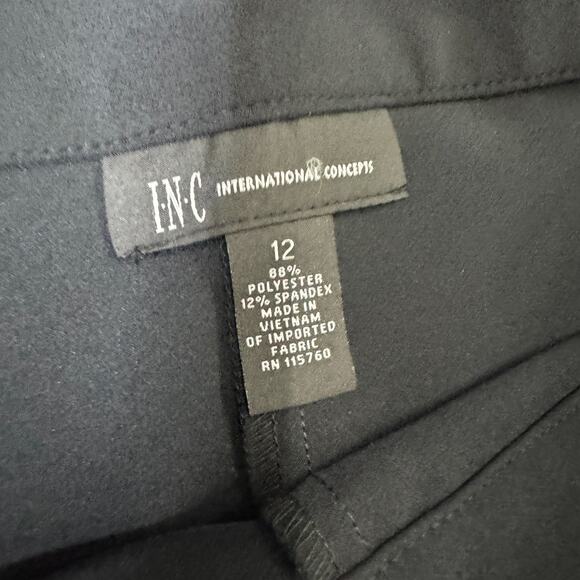 I·N·C INTERNATIONAL® CONCEPTS
12
88%
POLYESTER
12% SPANDEX
MADE IN
VIETNAM
OF IMPORTED
FABRIC
RN 115760